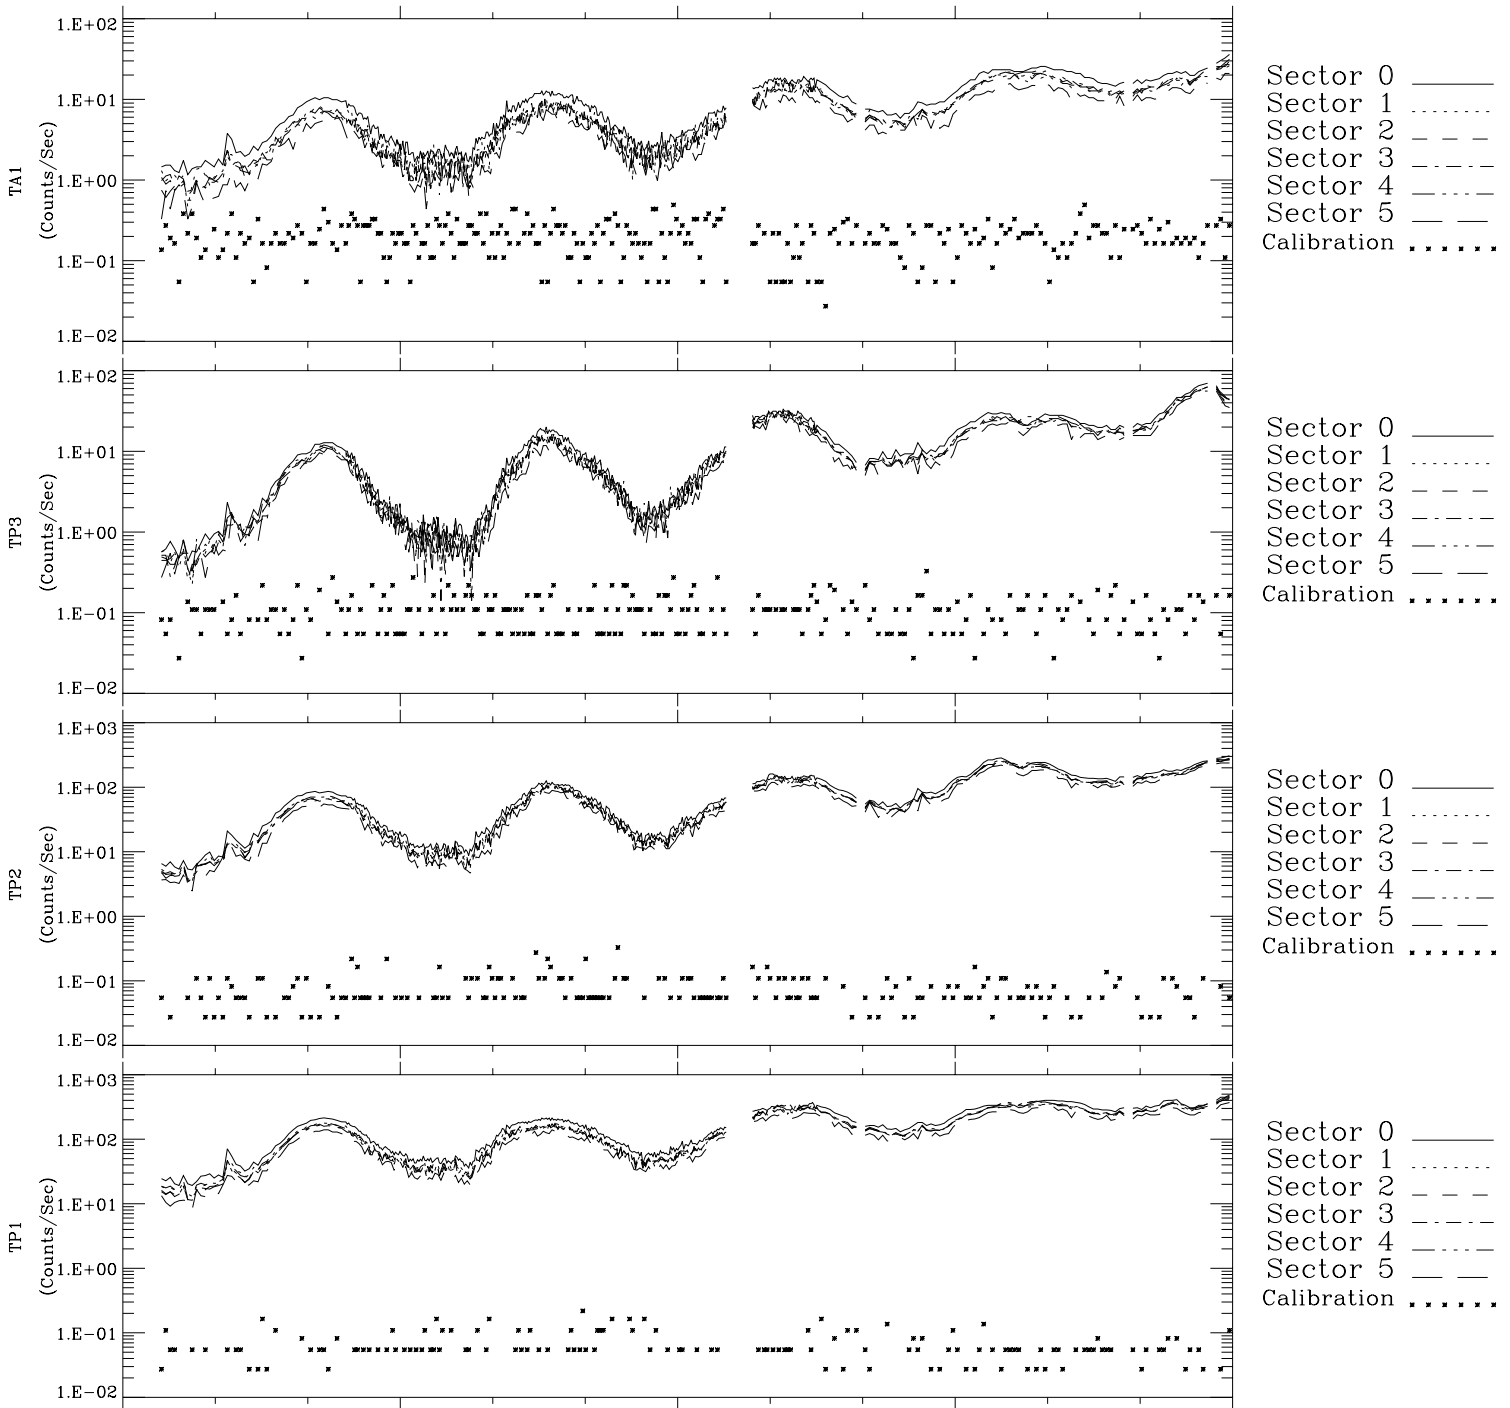 1.E+02
1.E+01
1.E+00
1.E-01
1.E-02
TA1
(Counts/Sec)
Sector 0
Sector 1
Sector 2
Sector 3
Sector 4
Sector 5
Calibration
1.E+02
1.E+01
1.E+00
1.E-01
1.E-02
TP3
(Counts/Sec)
Sector 0
Sector 1
Sector 2
Sector 3
Sector 4
Sector 5
Calibration
1.E+03
1.E+02
1.E+01
1.E+00
1.E-01
1.E-02
TP2
(Counts/Sec)
Sector 0
Sector 1
Sector 2
Sector 3
Sector 4
Sector 5
Calibration
1.E+03
1.E+02
1.E+01
1.E+00
1.E-01
1.E-02
TP1
(Counts/Sec)
Sector 0
Sector 1
Sector 2
Sector 3
Sector 4
Sector 5
Calibration